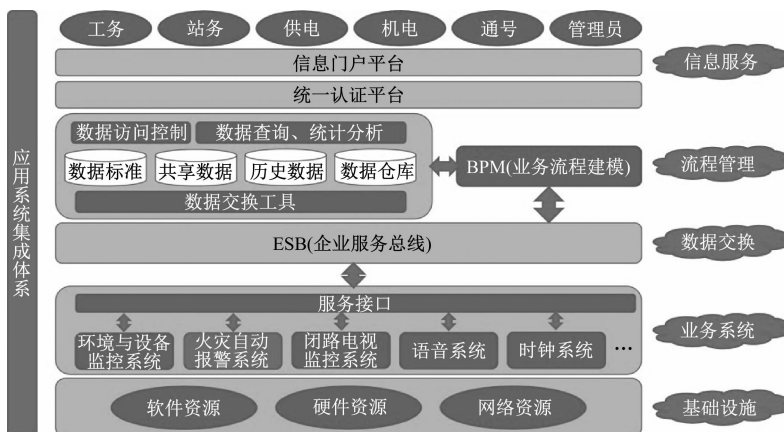 工务 站务 供电 机电 通号 管理员
信息门户平台
信息服务
统一认证平台
应用系统集成体系
数据访问控制 数据查询、统计分析
数据标准 共享数据 历史数据 数据仓库
BPM(业务流程建模)
流程管理
数据交换工具
ESB(企业服务总线)
数据交换
服务接口
环境与设备
监控系统
火灾自动
报警系统
闭路电视
监控系统
语音系统
时钟系统
...
业务系统
软件资源 硬件资源 网络资源
基础设施